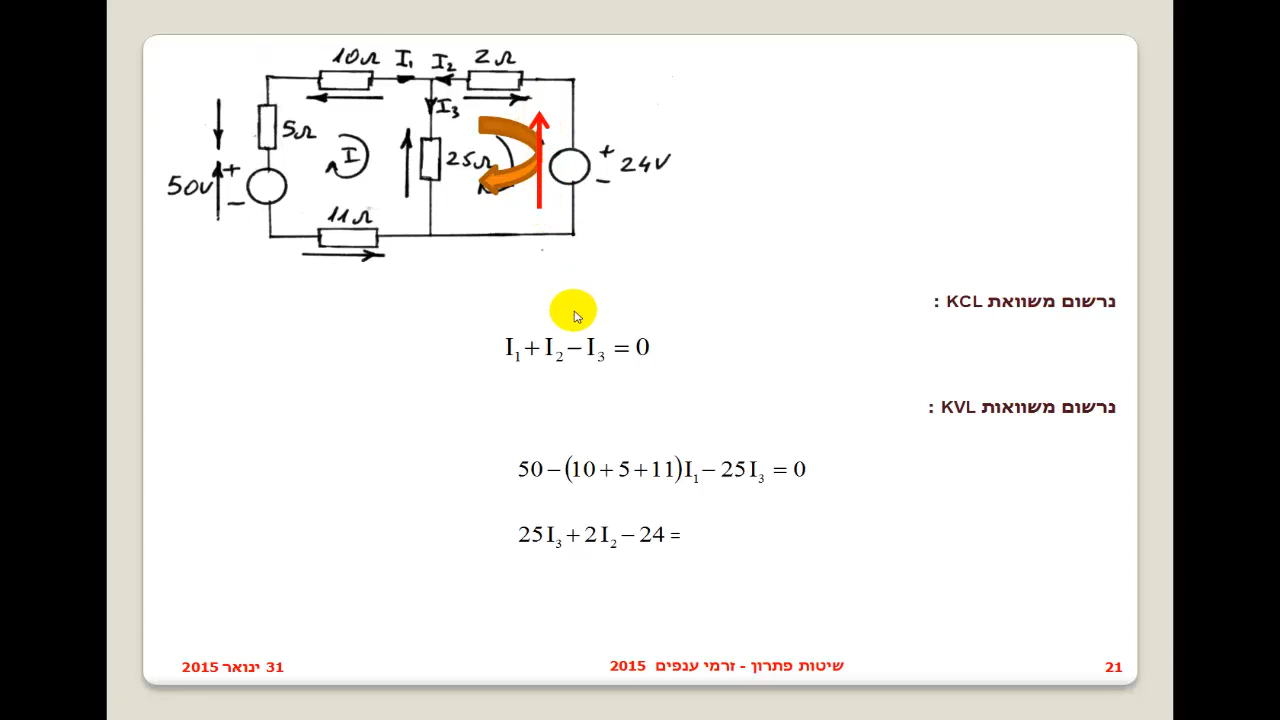 10Ω I₁ I₂ 2Ω
I₃
5Ω
I
25Ω
+ 24V -
50V + -
11Ω
נרשום משוואת KCL :
I₁ + I₂ − I₃ = 0
נרשום משוואות KVL :
50 − (10 + 5 + 11)I₁ − 25I₃ = 0
25I₃ + 2I₂ − 24 =
31 ינואר 2015
שיטות פתרון - זרמי ענפים 2015
21